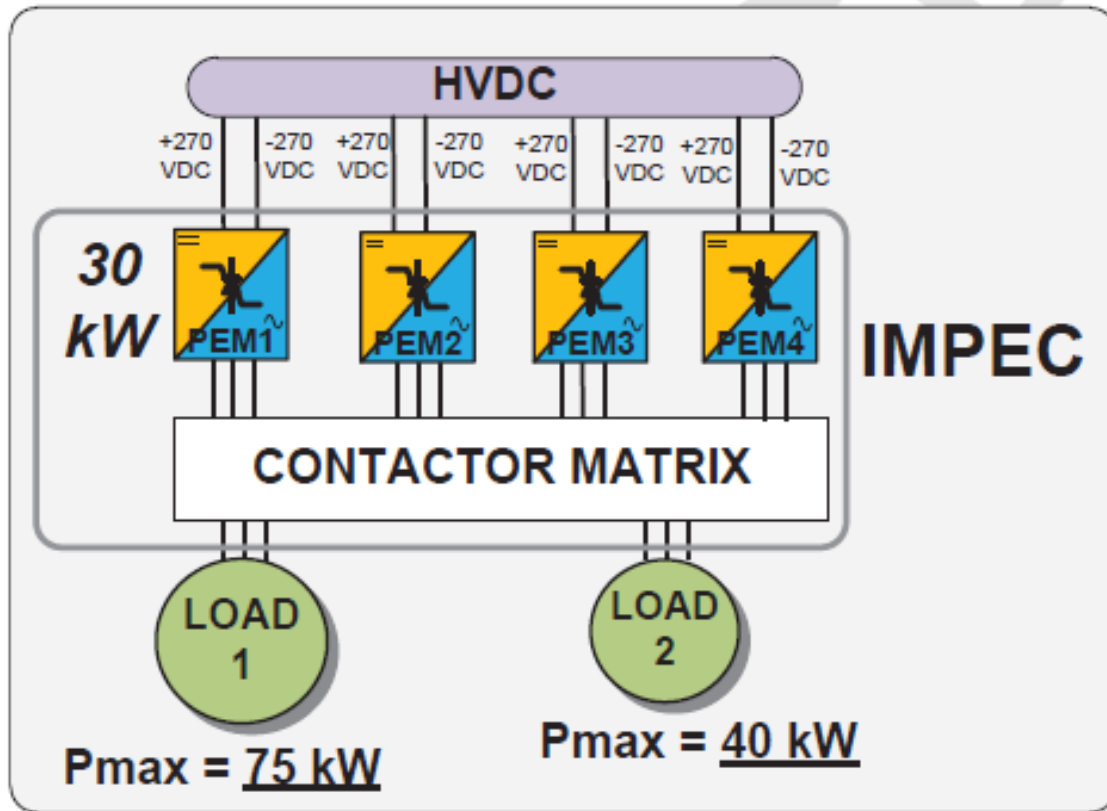 HVDC
+270
VDC
-270
VDC
+270
VDC
-270
VDC
+270
VDC
-270
VDC
+270
VDC
-270
VDC
30
kW
PEM1
PEM2
PEM3
PEM4
IMPEC
CONTACTOR MATRIX
LOAD
1
LOAD
2
Pmax = 75 kW
Pmax = 40 kW